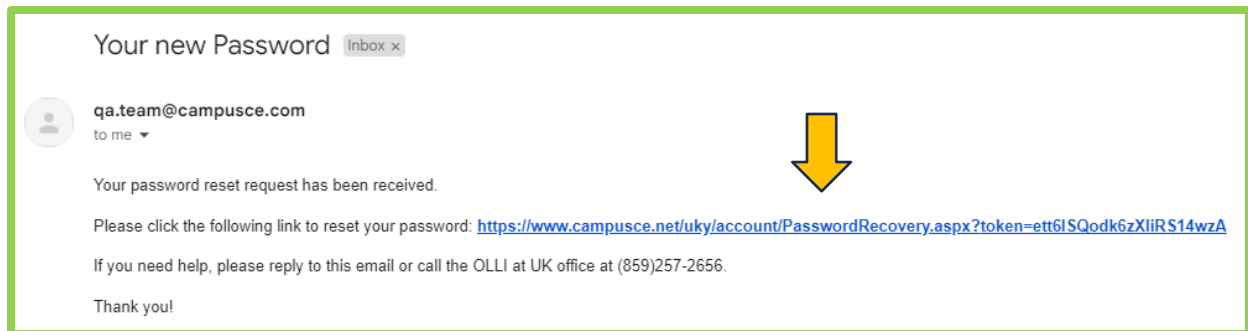 Your new Password Inbox x
qa.team@campusce.com
to me
Your password reset request has been received.
Please click the following link to reset your password: https://www.campusce.net/uky/account/PasswordRecovery.aspx?token=ett6ISQodk6zXIiRS14wzA
If you need help, please reply to this email or call the OLLI at UK office at (859)257-2656.
Thank you!